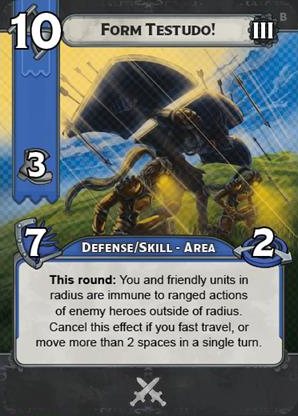 10 FORM TESTUDO! III
B
3
7 DEFENSE/SKILL - AREA 2
This round: You and friendly units in
radius are immune to ranged actions
of enemy heroes outside of radius.
Cancel this effect if you fast travel, or
move more than 2 spaces in a single turn.